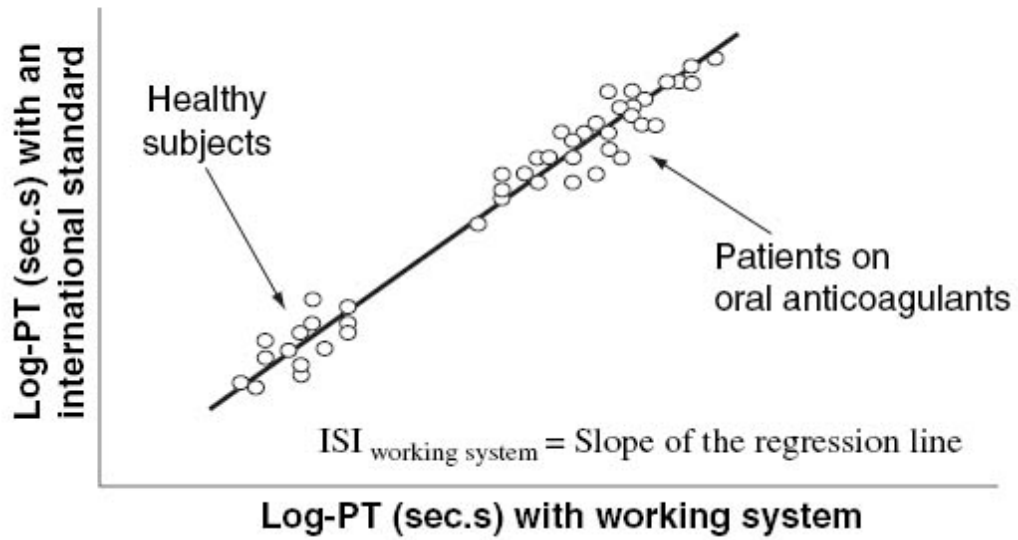 Log-PT (sec.s) with an
international standard
Healthy
subjects
Patients on
oral anticoagulants
ISI working system = Slope of the regression line
Log-PT (sec.s) with working system